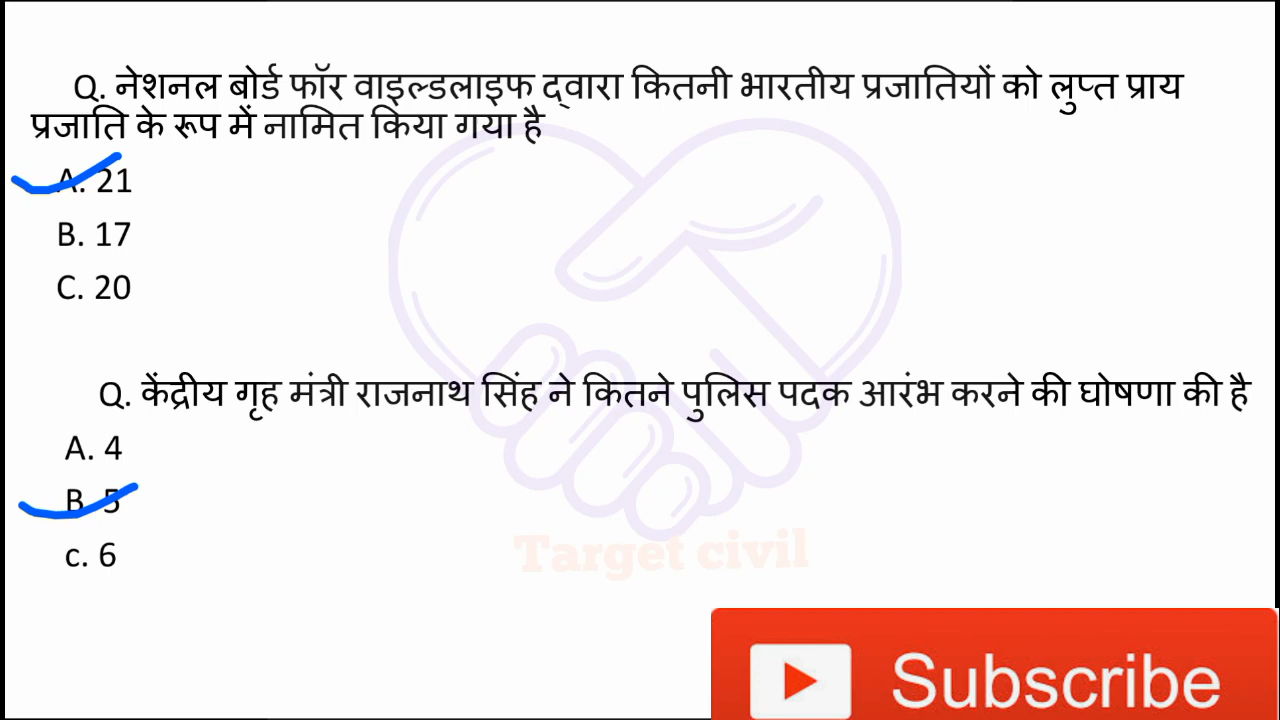 Q. नेशनल बोर्ड फॉर वाइल्डलाइफ द्वारा कितनी भारतीय प्रजातियों को लुप्त प्राय
प्रजाति के रूप में नामित किया गया है
A. 21
B. 17
C. 20
Q. केंद्रीय गृह मंत्री राजनाथ सिंह ने कितने पुलिस पदक आरंभ करने की घोषणा की है
A. 4
B. 5
c. 6
Target civil
Subscribe